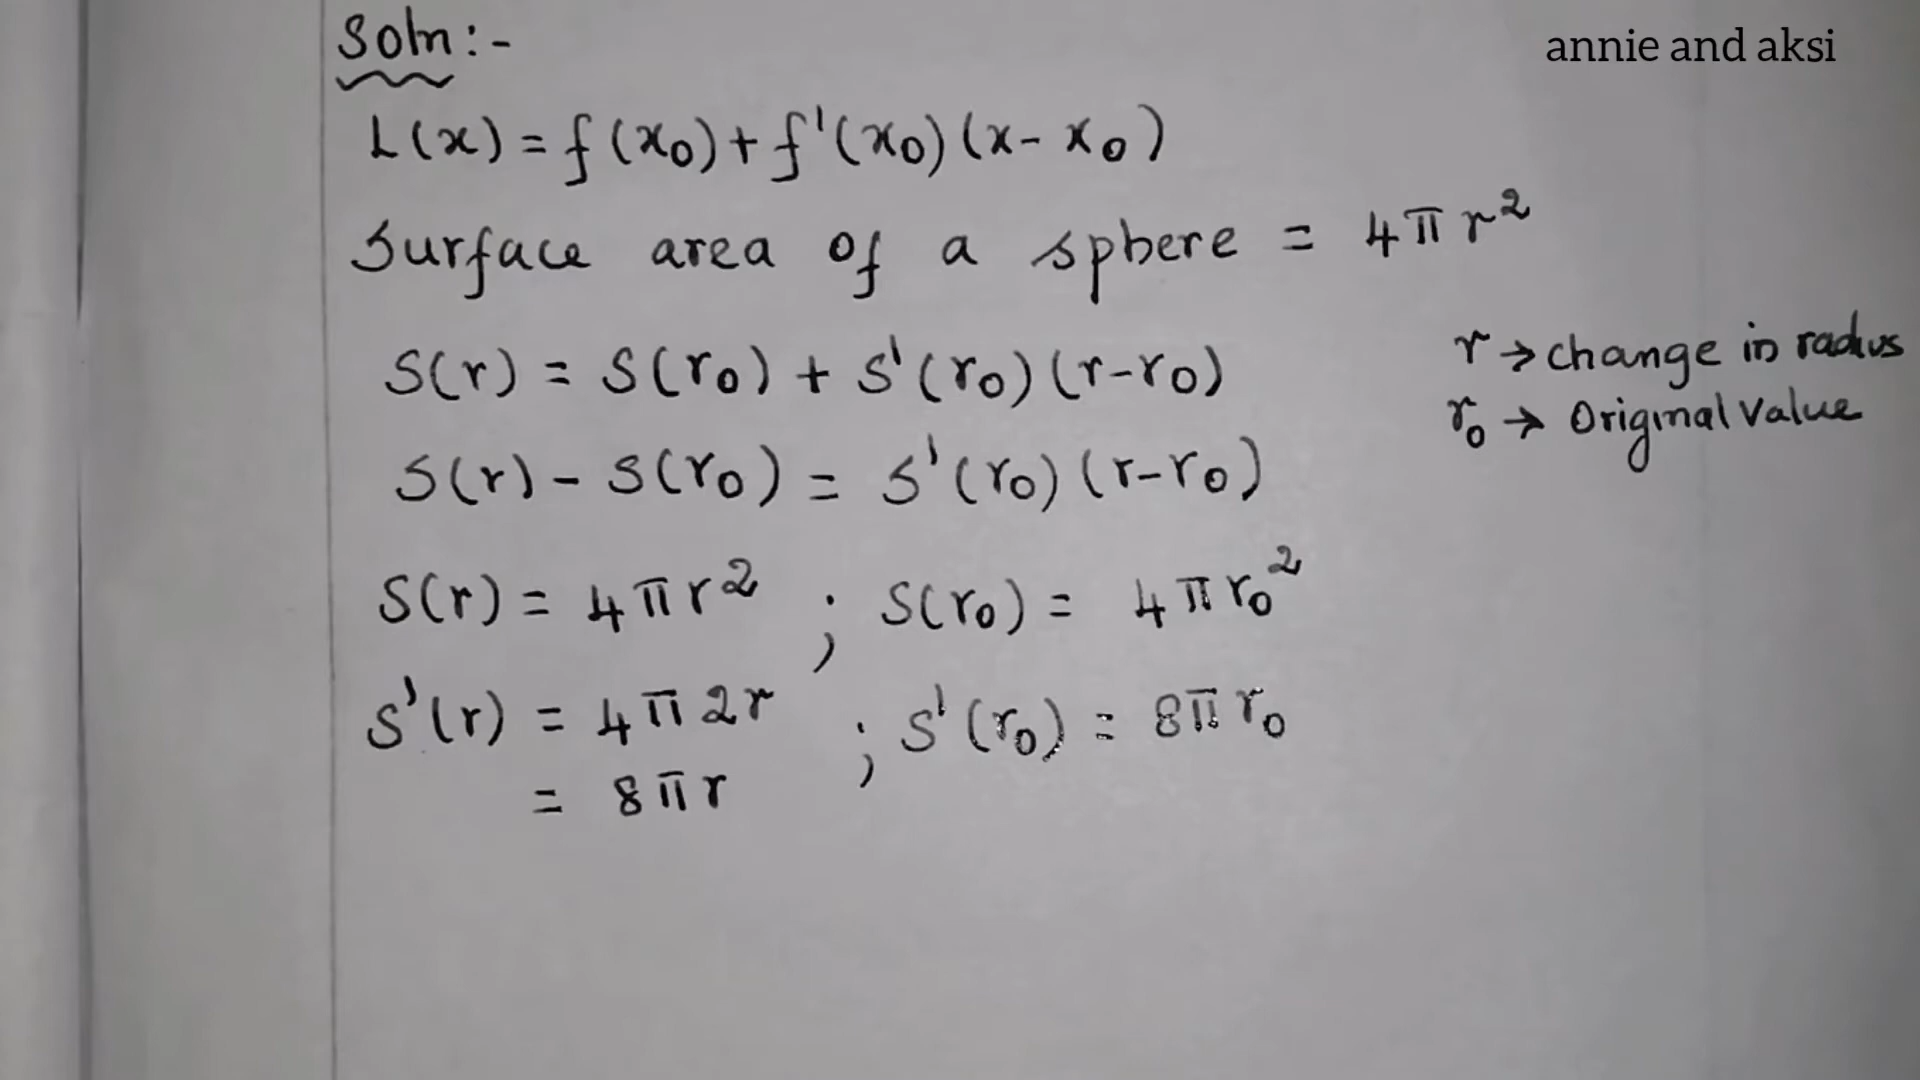 Soln:-
annie and aksi
L(x) = f(x₀) + f'(x₀) (x - x₀)
Surface area of a sphere = 4πr²
S(r) = S(r₀) + S'(r₀) (r-r₀)
r → change in radius
r₀ → Original value
S(r) - S(r₀) = S'(r₀) (r-r₀)
S(r) = 4πr² ; S(r₀) = 4πr₀²
S'(r) = 4π2r ; S'(r₀) = 8πr₀
= 8πr